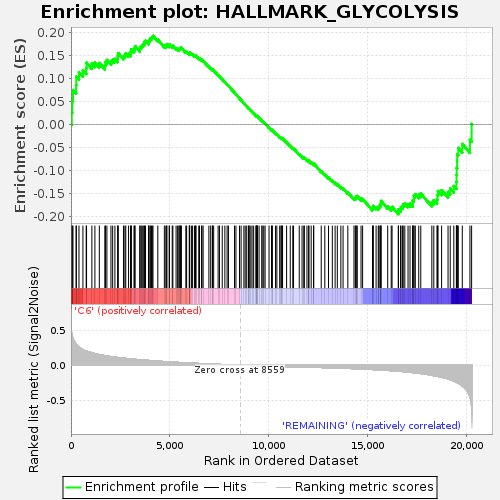 Enrichment plot: HALLMARK_GLYCOLYSIS
Enrichment score (ES)
0.20
0.15
0.10
0.05
0.00
-0.05
-0.10
-0.15
-0.20
'C6' (positively correlated)
Ranked list metric (Signal2Noise)
0.5
0.0
-0.5
Zero cross at 8559
'REMAINING' (negatively correlated)
0
5,000
10,000
15,000
20,000
Rank in Ordered Dataset
Enrichment profile
Hits
Ranking metric scores